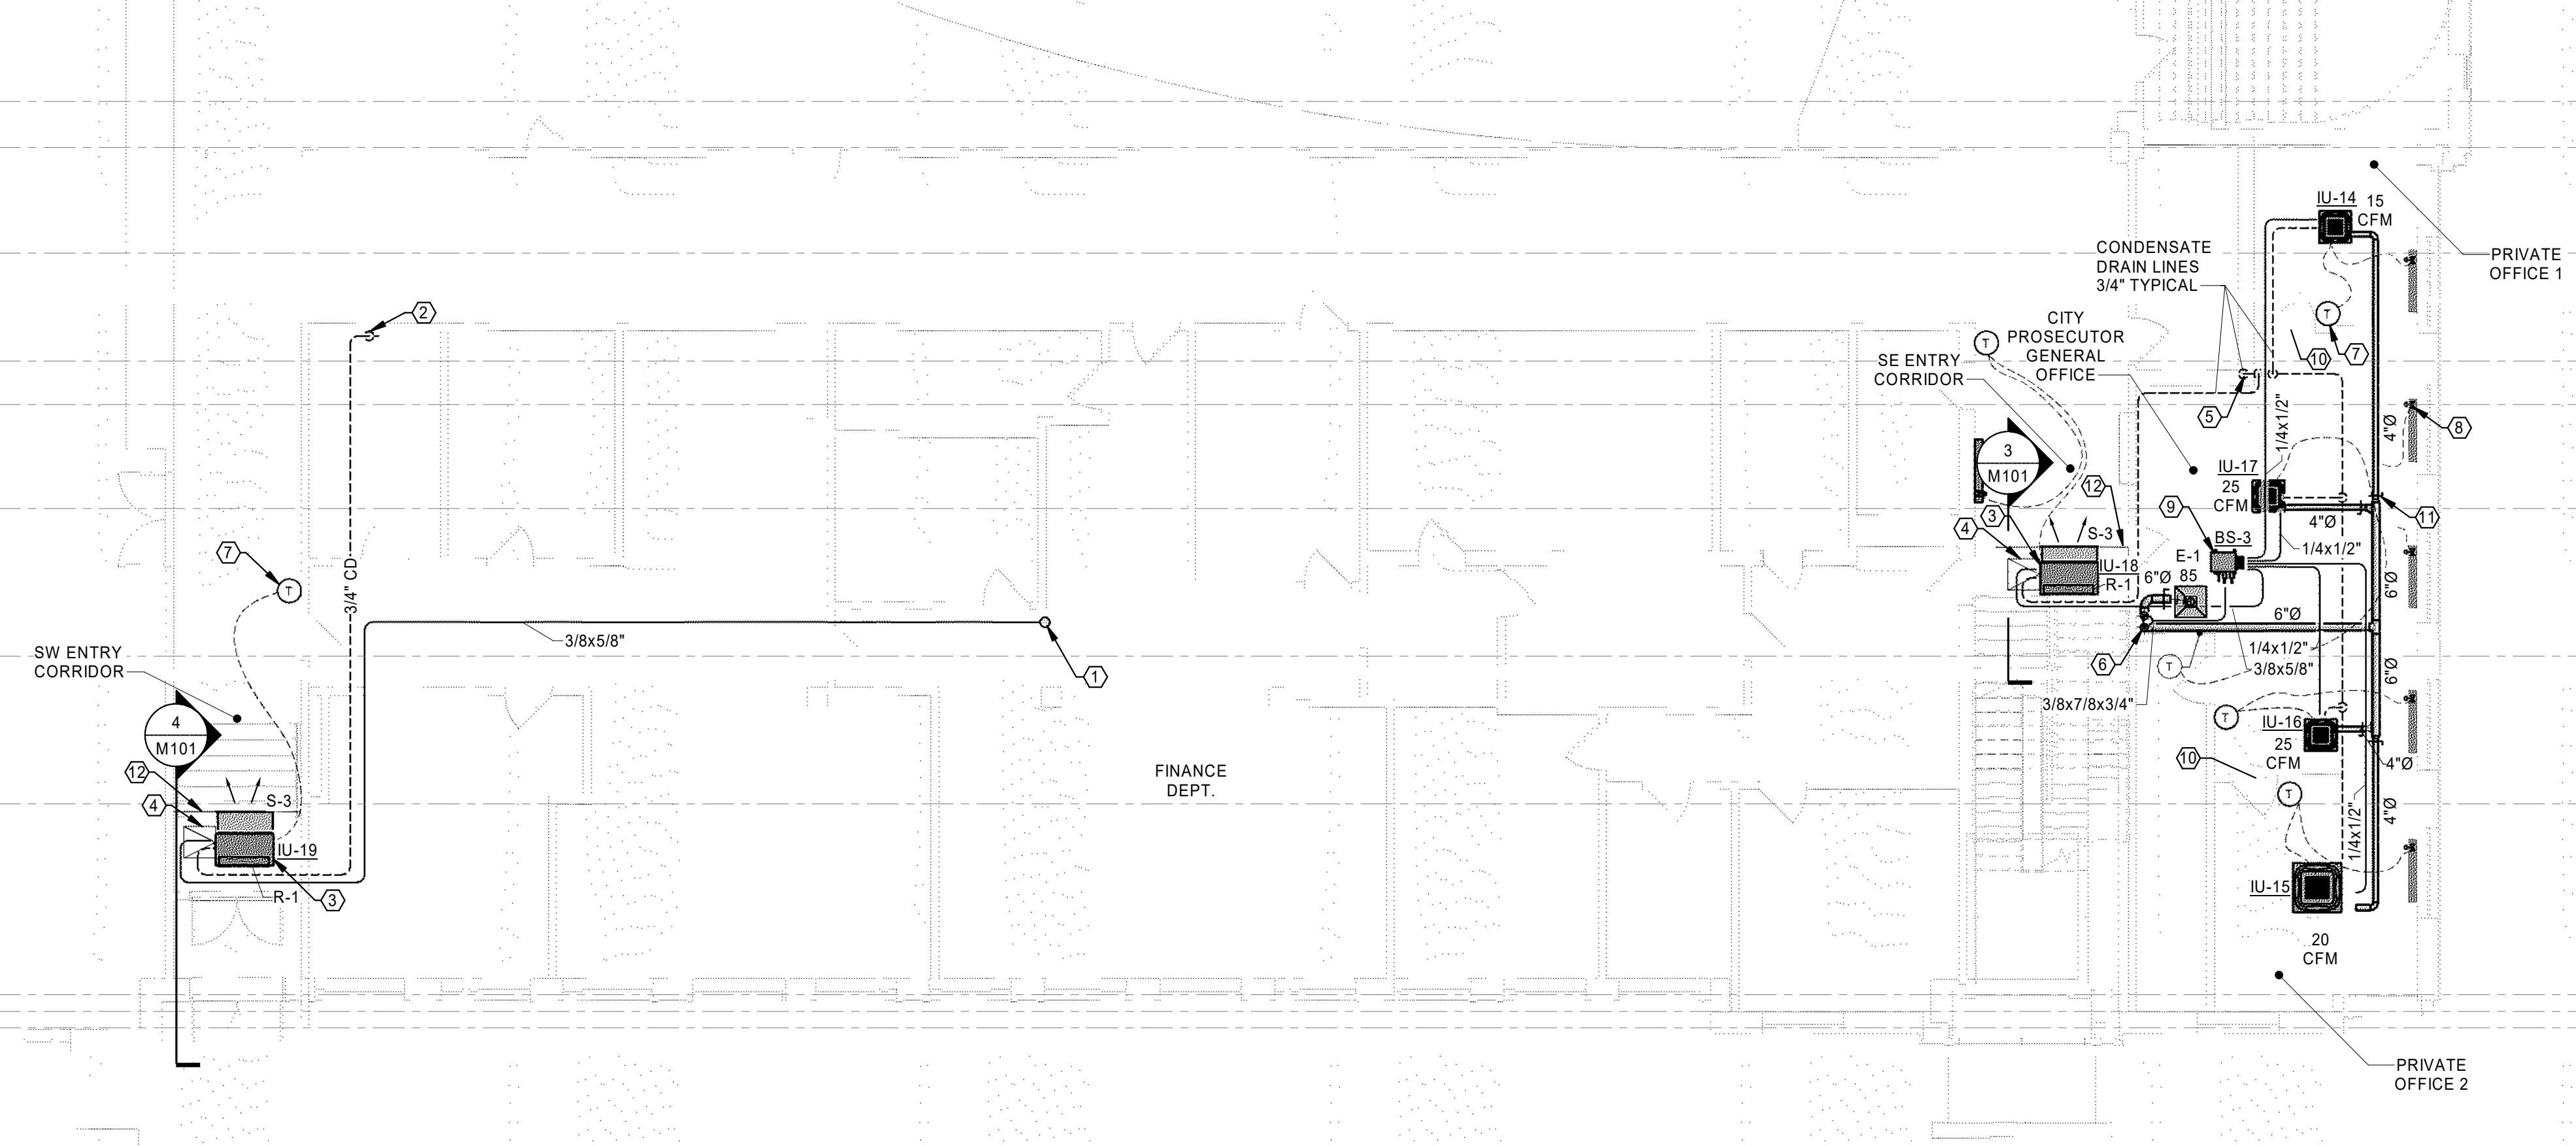 2
7
T
3/4" CD
SW ENTRY
CORRIDOR
4
M101
12
4
S-3
IU-19
R-1
3
3/8x5/8"
1
FINANCE
DEPT.
IU-14
15
CFM
PRIVATE
OFFICE 1
CONDENSATE
DRAIN LINES
3/4" TYPICAL
T
7
10
CITY
PROSECUTOR
GENERAL
OFFICE
T
SE ENTRY
CORRIDOR
5
1/4x1/2"
4"Ø
8
3
M101
12
IU-17
25
CFM
4"Ø
11
9
BS-3
1/4x1/2"
3
4
S-3
IU-18
R-1
E-1
85
6"Ø
6"Ø
6"Ø
6
1/4x1/2"
3/8x5/8"
T
6"Ø
3/8x7/8x3/4"
T
IU-16
25
CFM
4"Ø
10
T
1/4x1/2"
4"Ø
IU-15
20
CFM
PRIVATE
OFFICE 2